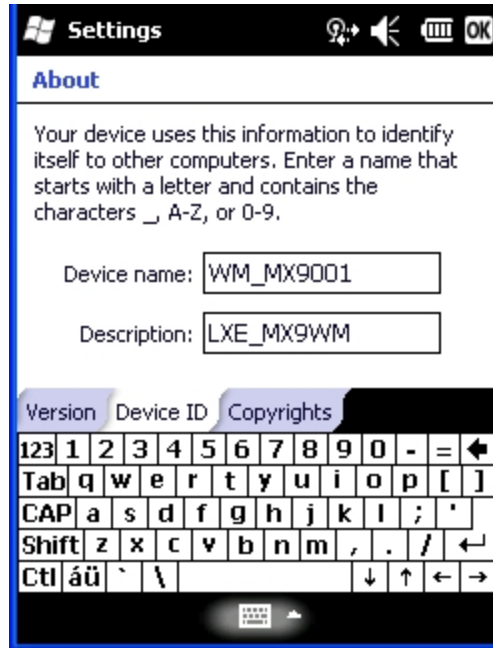 Settings
OK
About
Your device uses this information to identify
itself to other computers. Enter a name that
starts with a letter and contains the
characters _, A-Z, or 0-9.
Device name: WM_MX9001
Description: LXE_MX9WM
Version Device ID Copyrights
123 1 2 3 4 5 6 7 8 9 0 - = 🡄
Tab q w e r t y u i o p [ ]
CAP a s d f g h j k l ; '
Shift z x c v b n m , . / ↵
Ctl áü ` \ ↓ ↑ ← →